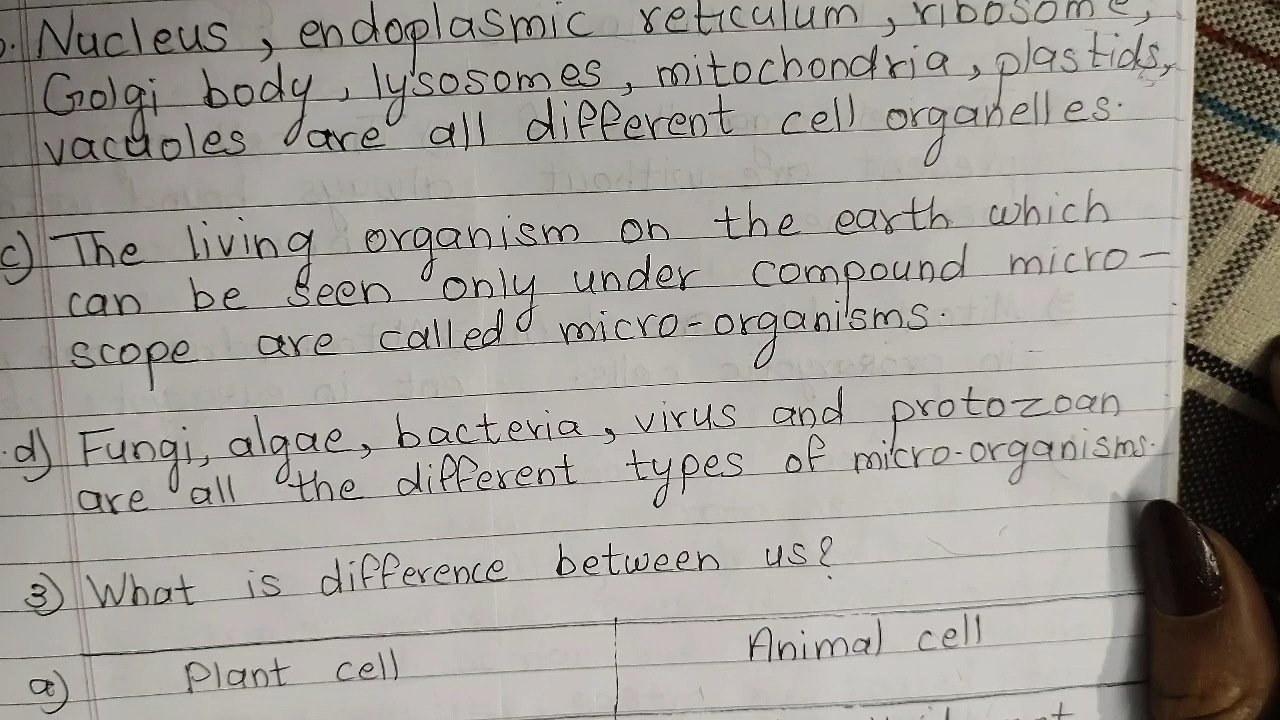 Nucleus, endoplasmic reticulum, ribosome,
Golgi body, lysosomes, mitochondria, plastids,
vacuoles are all different cell organelles.
c) The living organism on the earth which
can be seen only under compound micro-
scope are called micro-organisms.
d) Fungi, algae, bacteria, virus and protozoan
are all the different types of micro-organisms.
3) What is difference between us?
a) Plant cell Animal cell